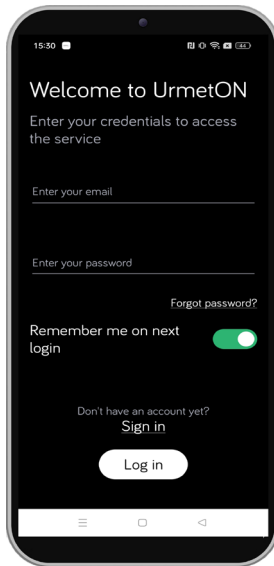 15:30
44
Welcome to UrmetON
Enter your credentials to access
the service
Enter your email
Enter your password
Forgot password?
Remember me on next
login
Don't have an account yet?
Sign in
Log in